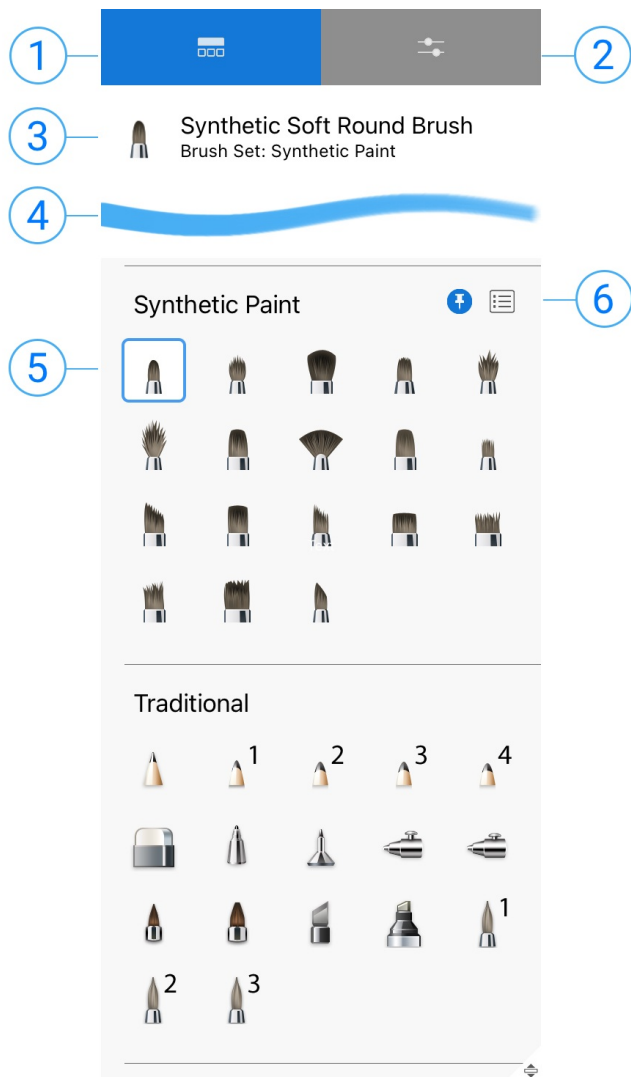 1
2
3
Synthetic Soft Round Brush
Brush Set: Synthetic Paint
4
Synthetic Paint
6
5
Traditional
1 2 3 4
1
2 3